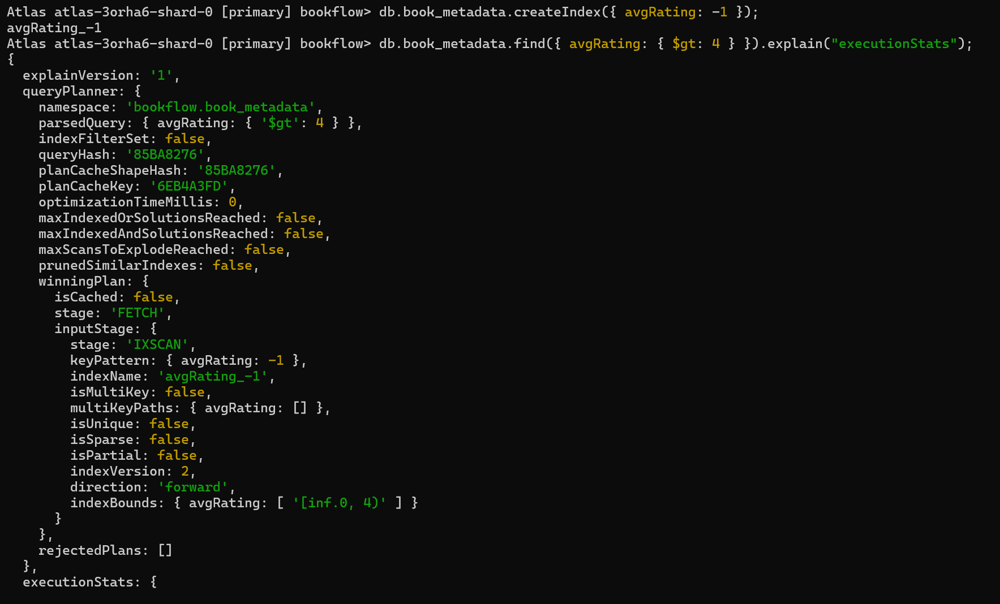 Atlas atlas-3orha6-shard-0 [primary] bookflow> db.book_metadata.createIndex({ avgRating: -1 });
avgRating_-1
Atlas atlas-3orha6-shard-0 [primary] bookflow> db.book_metadata.find({ avgRating: { $gt: 4 } }).explain("executionStats");
{
  explainVersion: '1',
  queryPlanner: {
    namespace: 'bookflow.book_metadata',
    parsedQuery: { avgRating: { '$gt': 4 } },
    indexFilterSet: false,
    queryHash: '85BA8276',
    planCacheShapeHash: '85BA8276',
    planCacheKey: '6EB4A3FD',
    optimizationTimeMillis: 0,
    maxIndexedOrSolutionsReached: false,
    maxIndexedAndSolutionsReached: false,
    maxScansToExplodeReached: false,
    prunedSimilarIndexes: false,
    winningPlan: {
      isCached: false,
      stage: 'FETCH',
      inputStage: {
        stage: 'IXSCAN',
        keyPattern: { avgRating: -1 },
        indexName: 'avgRating_-1',
        isMultiKey: false,
        multiKeyPaths: { avgRating: [] },
        isUnique: false,
        isSparse: false,
        isPartial: false,
        indexVersion: 2,
        direction: 'forward',
        indexBounds: { avgRating: [ '[inf.0, 4)' ] }
      }
    },
    rejectedPlans: []
  },
  executionStats: {